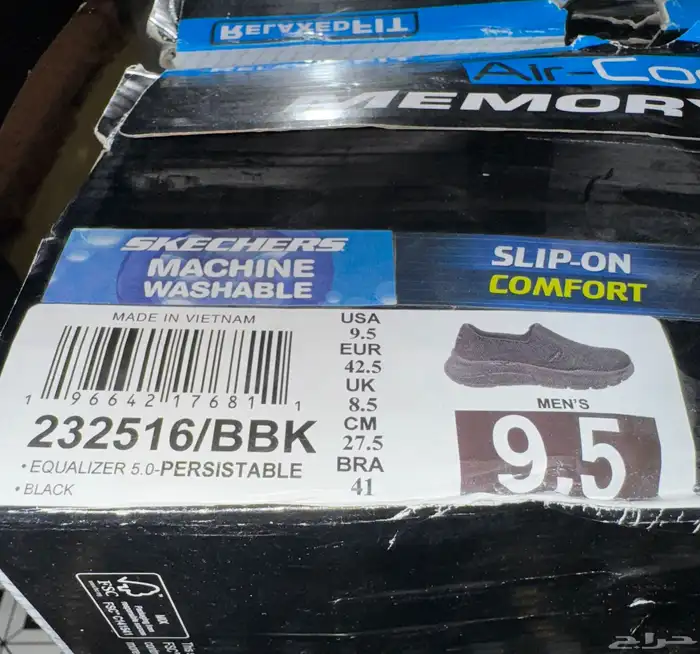 RELAXED FIT
AIR-COO
MEMORY
SKECHERS
MACHINE
WASHABLE
SLIP-ON
COMFORT
MADE IN VIETNAM
1 96642 17681 1
232516/BBK
• EQUALIZER 5.0-PERSISTABLE
• BLACK
USA
9.5
EUR
42.5
UK
8.5
CM
27.5
BRA
41
MEN'S
9.5
FSC
MIX
حراج